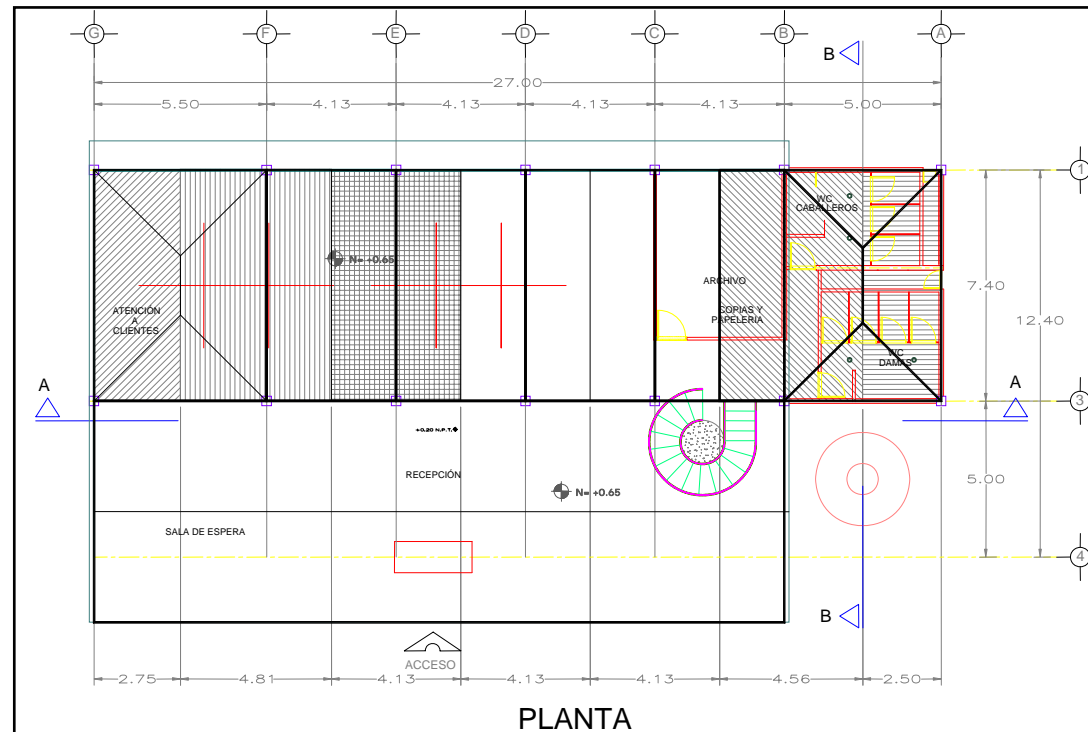 G F E D C B A
B
27.00
5.50 4.13 4.13 4.13 4.13 5.00
1
WC
CABALLEROS
N= +0.65
ARCHIVO
7.40
ATENCIÓN
A
CLIENTES
COPIAS Y
PAPELERIA
12.40
WC
DAMAS
A
A
3
+0.20 N.P.T.
RECEPCIÓN
5.00
N= +0.65
SALA DE ESPERA
4
B
ACCESO
2.75 4.81 4.13 4.13 4.13 4.56 2.50
PLANTA